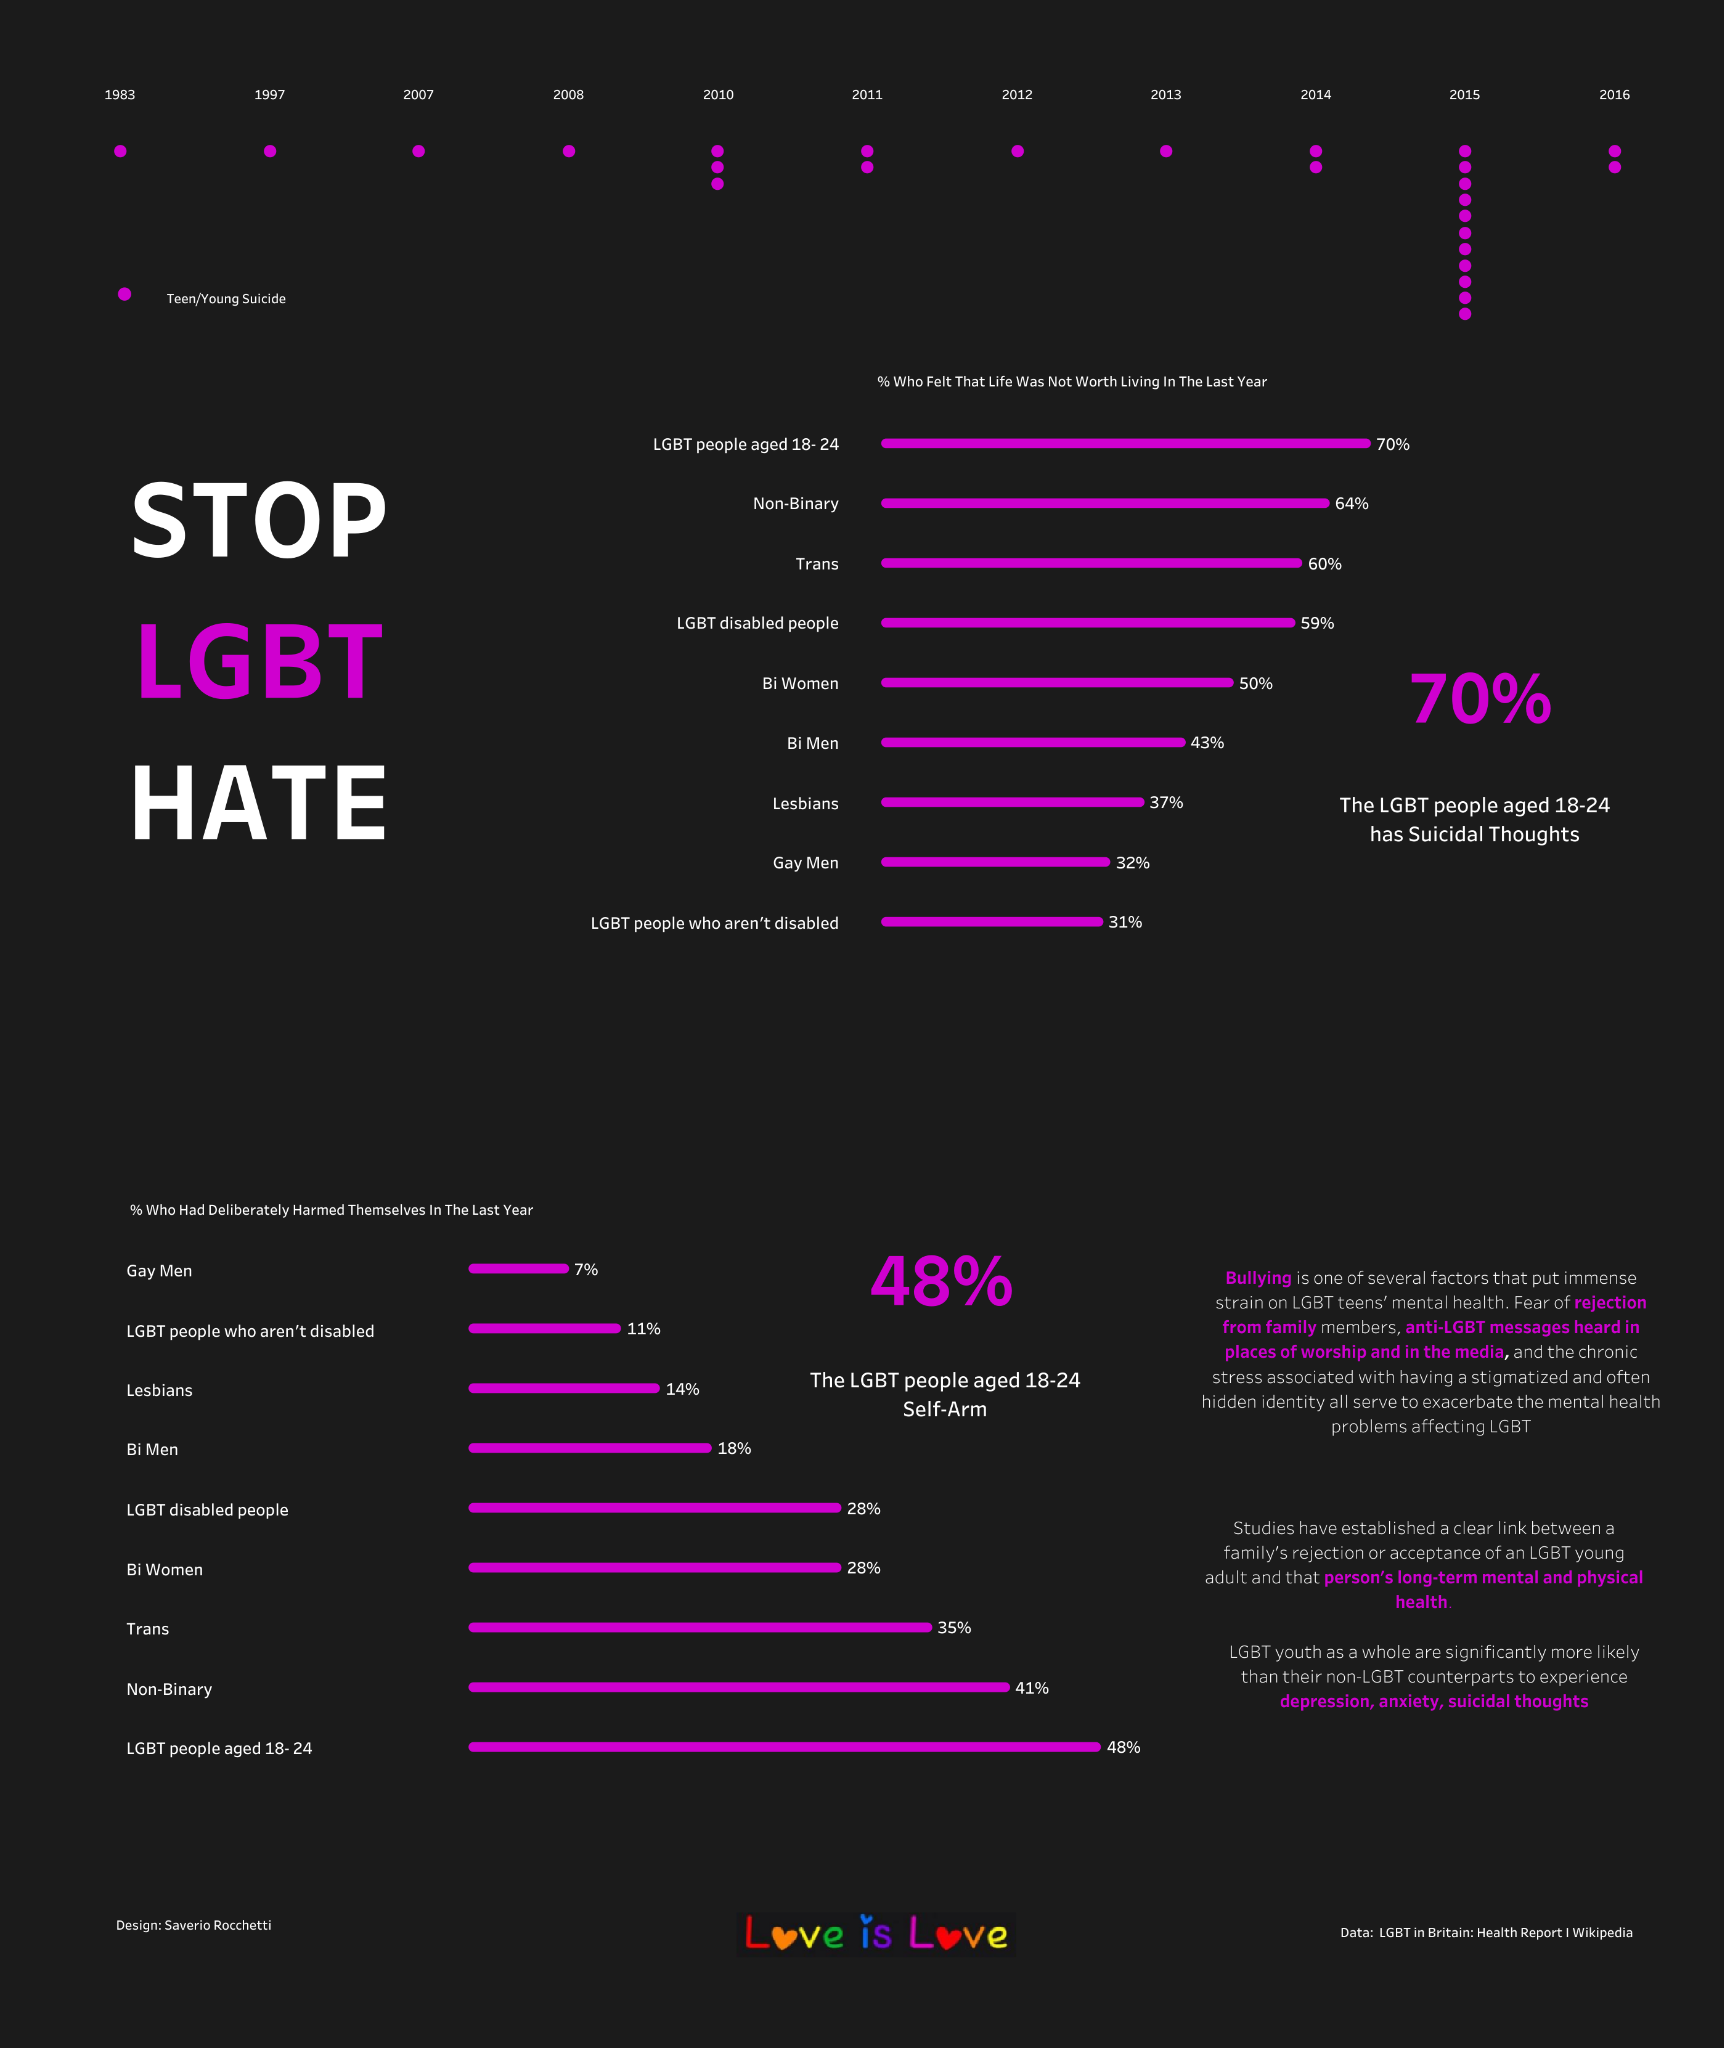 1983 1997 2007 2008 2010 2011 2012 2013 2014 2015 2016
Teen/Young Suicide
STOP
LGBT
HATE
% Who Felt That Life Was Not Worth Living In The Last Year
LGBT people aged 18- 24 70%
Non-Binary 64%
Trans 60%
LGBT disabled people 59%
Bi Women 50%
Bi Men 43%
Lesbians 37%
Gay Men 32%
LGBT people who aren’t disabled 31%
70%
The LGBT people aged 18-24
has Suicidal Thoughts
% Who Had Deliberately Harmed Themselves In The Last Year
Gay Men 7%
LGBT people who aren’t disabled 11%
Lesbians 14%
Bi Men 18%
LGBT disabled people 28%
Bi Women 28%
Trans 35%
Non-Binary 41%
LGBT people aged 18- 24 48%
48%
The LGBT people aged 18-24
Self-Arm
Bullying is one of several factors that put immense
strain on LGBT teens’ mental health. Fear of rejection
from family members, anti-LGBT messages heard in
places of worship and in the media, and the chronic
stress associated with having a stigmatized and often
hidden identity all serve to exacerbate the mental health
problems affecting LGBT
Studies have established a clear link between a
family’s rejection or acceptance of an LGBT young
adult and that person’s long-term mental and physical
health.
LGBT youth as a whole are significantly more likely
than their non-LGBT counterparts to experience
depression, anxiety, suicidal thoughts
Design: Saverio Rocchetti
Love is Love
Data:  LGBT in Britain: Health Report I Wikipedia